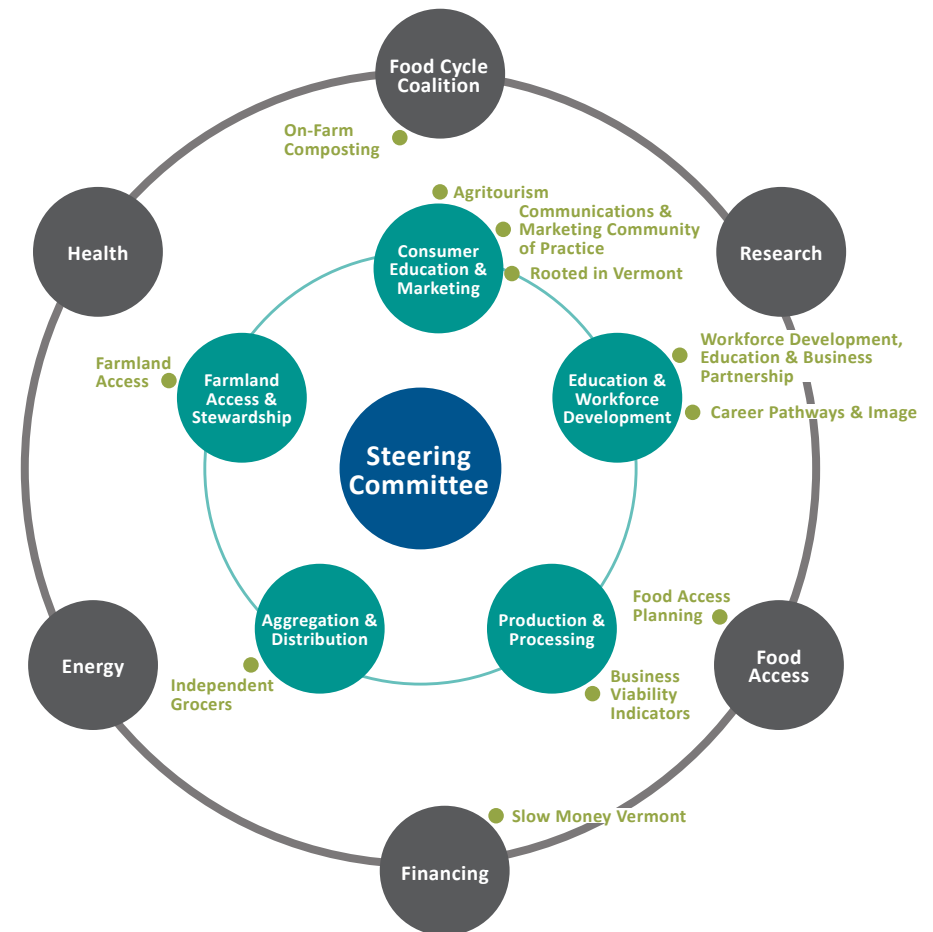 Food Cycle
Coalition
On-Farm
Composting
Agritourism
Communications &
Marketing Community
of Practice
Rooted in Vermont
Consumer
Education &
Marketing
Health
Research
Workforce Development,
Education & Business
Partnership
Career Pathways & Image
Education &
Workforce
Development
Farmland
Access
Farmland
Access &
Stewardship
Steering
Committee
Aggregation &
Distribution
Independent
Grocers
Production &
Processing
Business
Viability
Indicators
Food Access
Planning
Food
Access
Energy
Slow Money Vermont
Financing